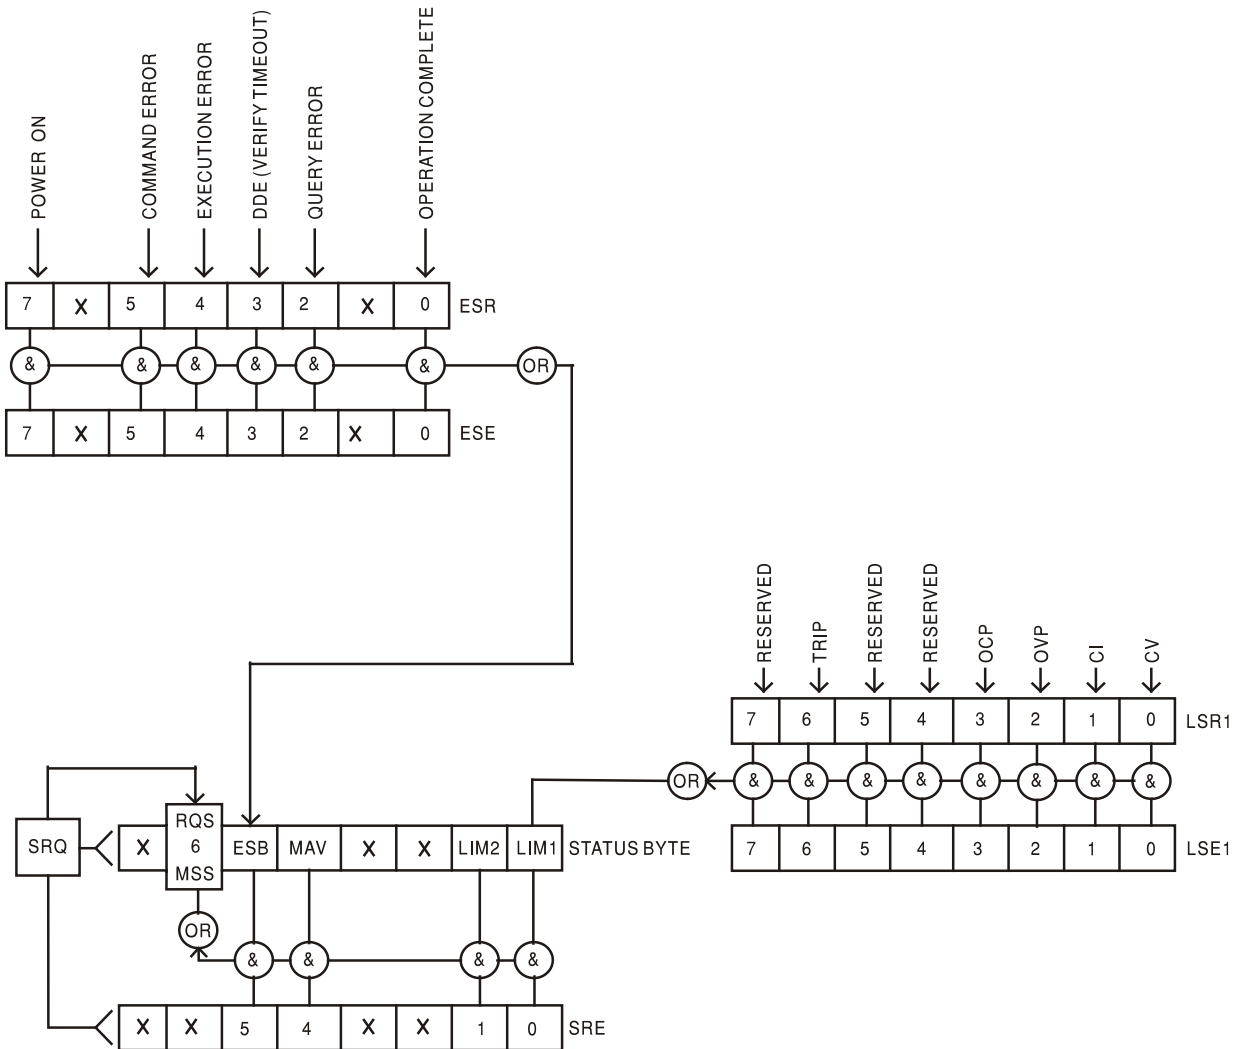 POWER ON
COMMAND ERROR
EXECUTION ERROR
DDE (VERIFY TIMEOUT)
QUERY ERROR
OPERATION COMPLETE
7 X 5 4 3 2 X 0 ESR
& & & & & & OR
7 X 5 4 3 2 X 0 ESE
RESERVED
TRIP
RESERVED
RESERVED
OCP
OVP
CI
CV
7 6 5 4 3 2 1 0 LSR1
OR & & & & & & & &
7 6 5 4 3 2 1 0 LSE1
SRQ
X RQS 6 MSS ESB MAV X X LIM2 LIM1 STATUS BYTE
OR
& & & &
X X 5 4 X X 1 0 SRE